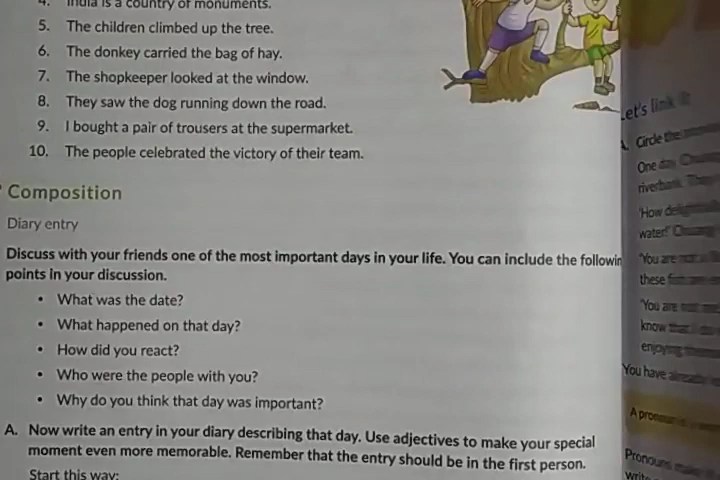 4. India is a country of monuments.
5. The children climbed up the tree.
6. The donkey carried the bag of hay.
7. The shopkeeper looked at the window.
8. They saw the dog running down the road.
9. I bought a pair of trousers at the supermarket.
10. The people celebrated the victory of their team.
Composition
Diary entry
Discuss with your friends one of the most important days in your life. You can include the followin
points in your discussion.
• What was the date?
• What happened on that day?
• How did you react?
• Who were the people with you?
• Why do you think that day was important?
A. Now write an entry in your diary describing that day. Use adjectives to make your special
moment even more memorable. Remember that the entry should be in the first person.
Start this way:
Let's link it
Circle the
One
riverbank.
'How
water!'
'You are
these
'You are
know
enjoying
You have
A pronoun
Pronouns